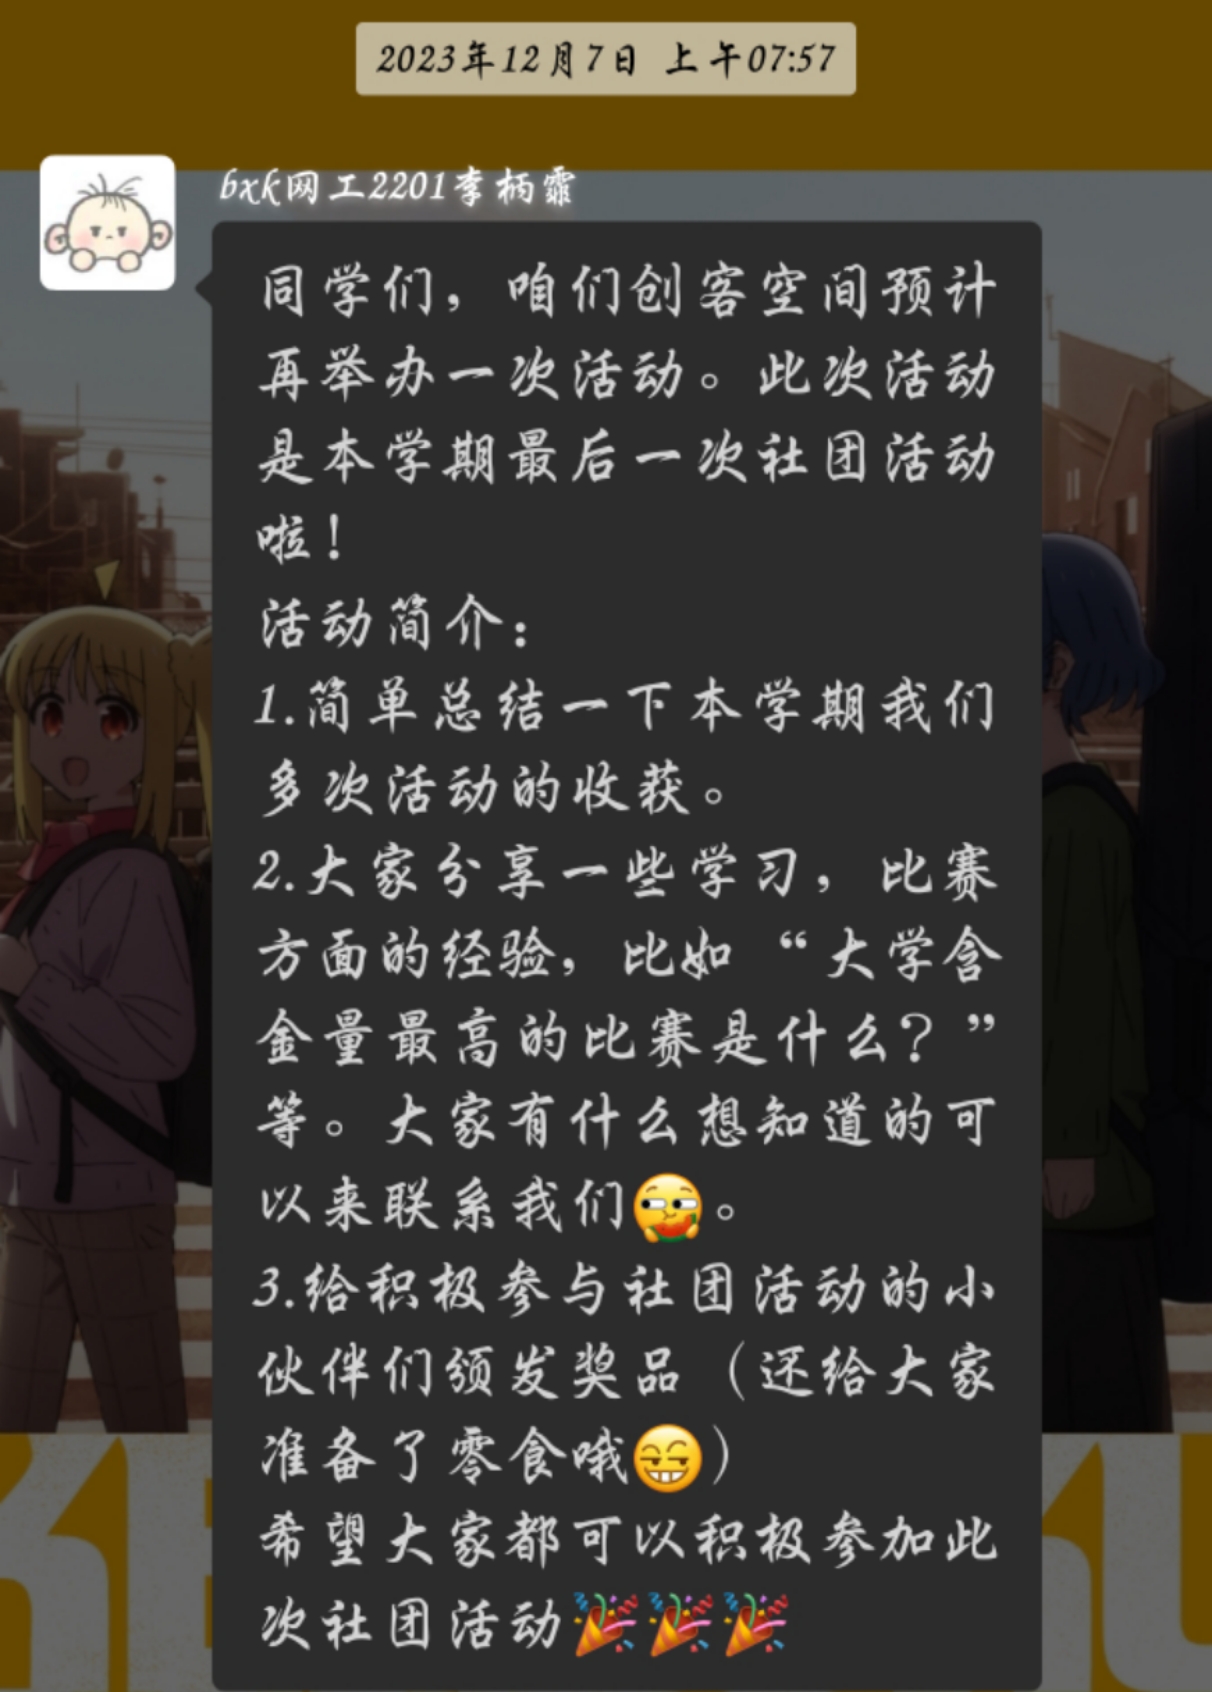 2023年12月7日 上午07:57
bxk网工2201李柄霏
同学们，咱们创客空间预计
再举办一次活动。此次活动
是本学期最后一次社团活动
啦！
活动简介：
1.简单总结一下本学期我们
多次活动的收获。
2.大家分享一些学习，比赛
方面的经验，比如“大学含
金量最高的比赛是什么？”
等。大家有什么想知道的可
以来联系我们🍉。
3.给积极参与社团活动的小
伙伴们颁发奖品（还给大家
准备了零食哦😁）
希望大家都可以积极参加此
次社团活动🎉🎉🎉